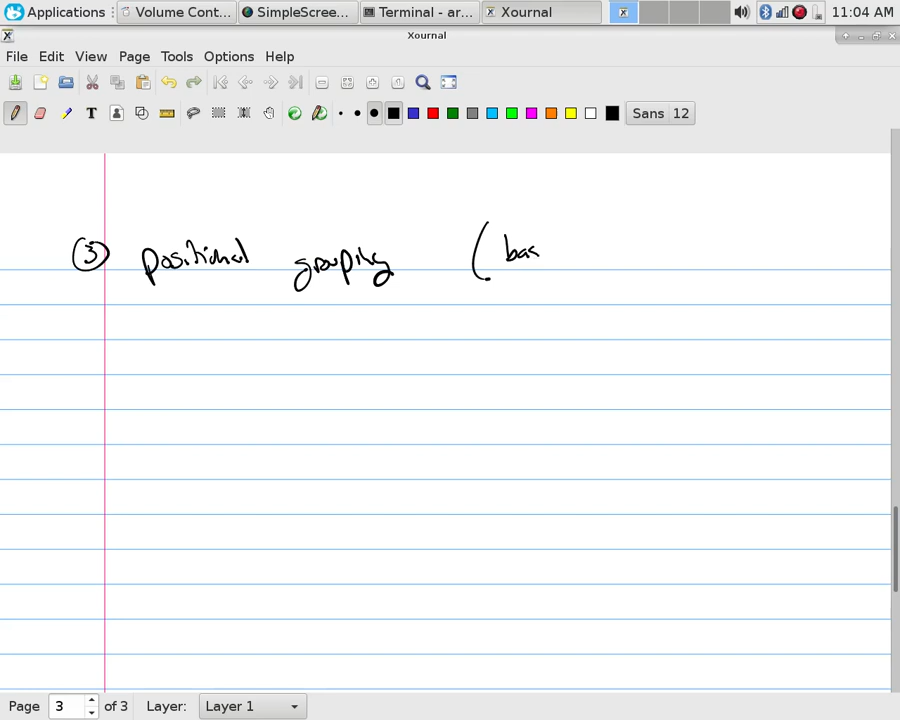 Applications
Volume Cont...
SimpleScree...
Terminal - ar...
Xournal
11:04 AM
Xournal
File Edit View Page Tools Options Help
T
Sans 12
③ positional grouping ( bas
Page 3 of 3 Layer: Layer 1